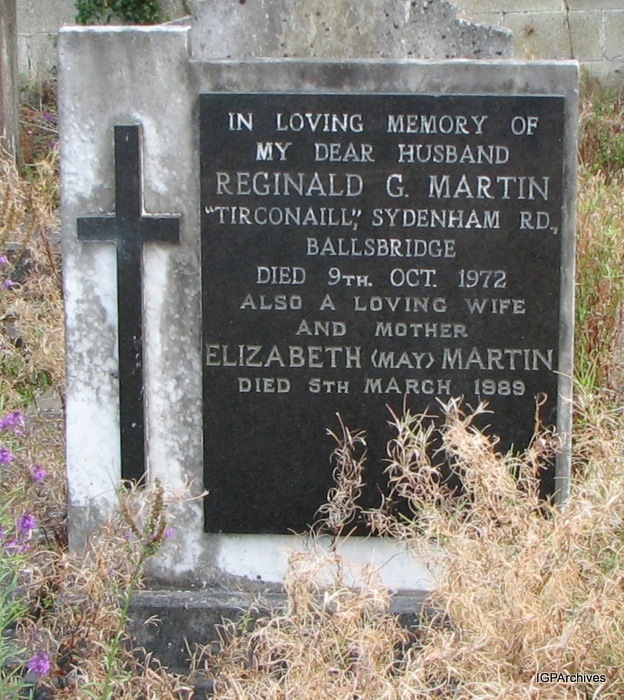 IN LOVING MEMORY OF
MY DEAR HUSBAND
REGINALD G. MARTIN
"TIRCONAILL", SYDENHAM RD.,
BALLSBRIDGE
DIED 9TH. OCT. 1972
ALSO A LOVING WIFE
AND MOTHER
ELIZABETH (MAY) MARTIN
DIED 5TH MARCH 1989
IGPArchives